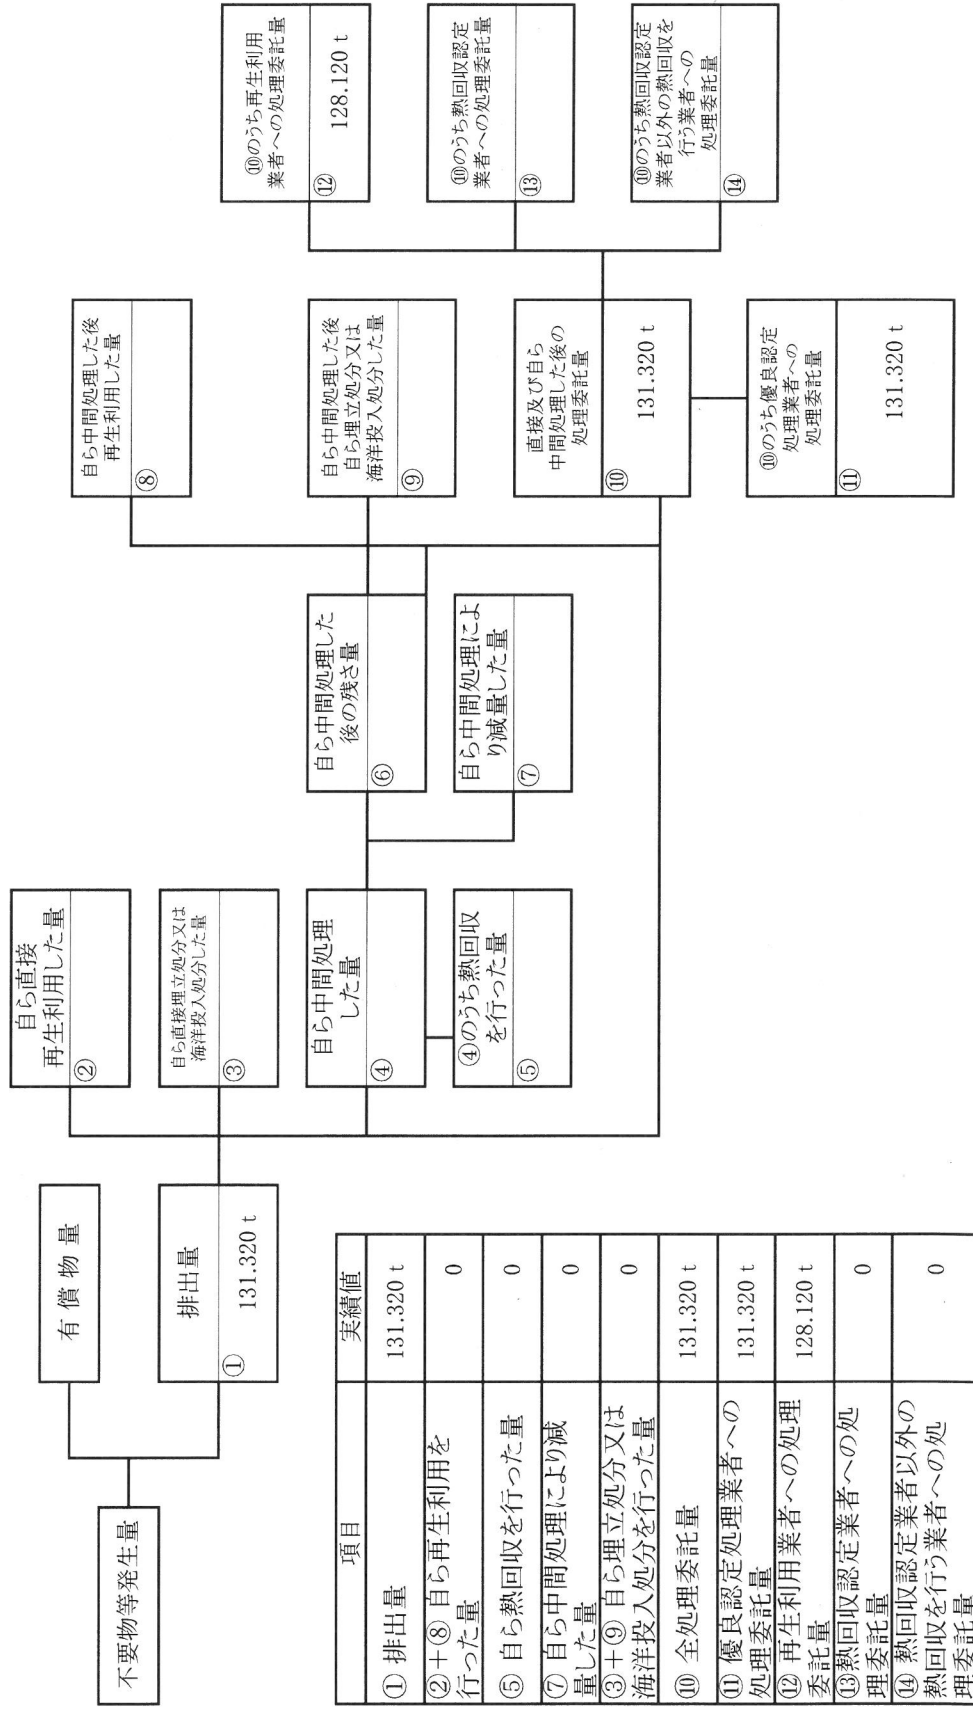 不要物等発生量
有償物量
排出量
①
131.320 t
自ら直接
再生利用した量
②
自ら直接埋立処分又は
海洋投入処分した量
③
自ら中間処理
した量
④
④のうち熱回収
を行った量
⑤
自ら中間処理した
後の残さ量
⑥
自ら中間処理によ
り減量した量
⑦
自ら中間処理した後
再生利用した量
⑧
自ら中間処理した後
自ら埋立処分又は
海洋投入処分した量
⑨
直接及び自ら
中間処理した後の
処理委託量
⑩
131.320 t
⑩のうち優良認定
処理業者への
処理委託量
⑪
131.320 t
⑩のうち再生利用
業者への処理委託量
⑫
128.120 t
⑩のうち熱回収認定
業者への処理委託量
⑬
⑩のうち熱回収認定
業者以外の熱回収を
行う業者への
処理委託量
⑭
項目 実績値
① 排出量 131.320 t
②+⑧ 自ら再生利用を
行った量 0
⑤ 自ら熱回収を行った量 0
⑦ 自ら中間処理により減
量した量 0
③+⑨ 自ら埋立処分又は
海洋投入処分を行った量 0
⑩ 全処理委託量 131.320 t
⑪ 優良認定処理業者への
処理委託量 131.320 t
⑫ 再生利用業者への処理
委託量 128.120 t
⑬熱回収認定業者への処
理委託量 0
⑭ 熱回収認定業者以外の
熱回収を行う業者への処
理委託量 0